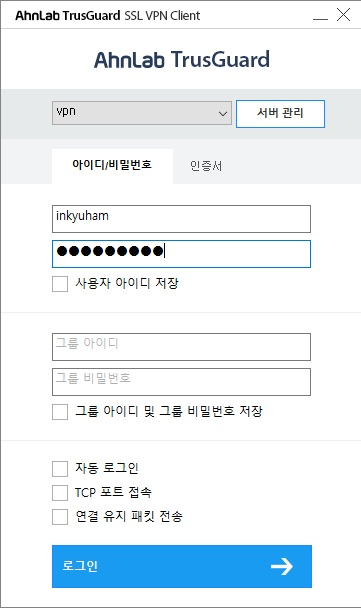 AhnLab TrusGuard SSL VPN Client
AhnLab TrusGuard
vpn
서버 관리
아이디/비밀번호
인증서
inkyuham
●●●●●●●●●
사용자 아이디 저장
그룹 아이디
그룹 비밀번호
그룹 아이디 및 그룹 비밀번호 저장
자동 로그인
TCP 포트 접속
연결 유지 패킷 전송
로그인